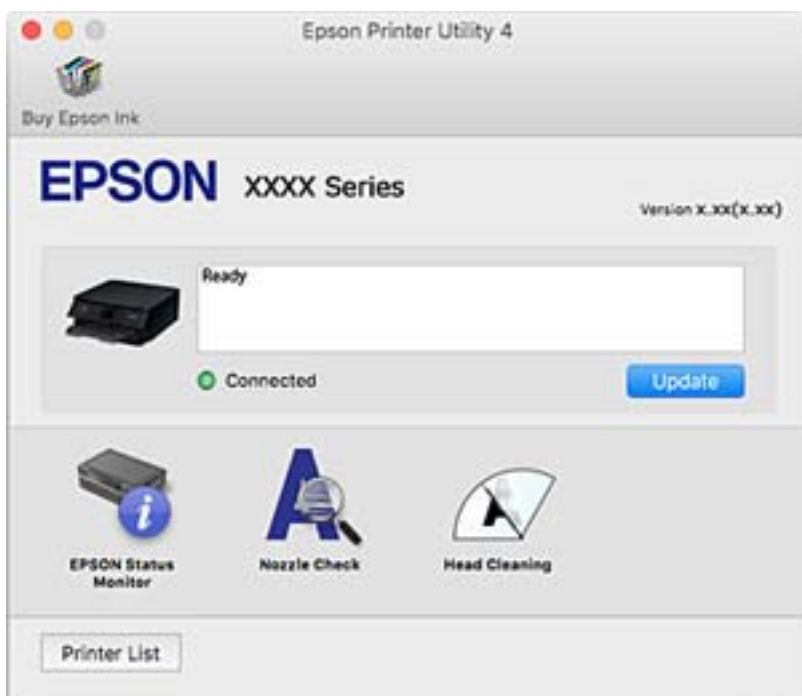 Epson Printer Utility 4
Buy Epson Ink
EPSON XXXX Series
Version X.XX(X.XX)
Ready
Connected
Update
EPSON Status
Monitor
Nozzle Check
Head Cleaning
Printer List